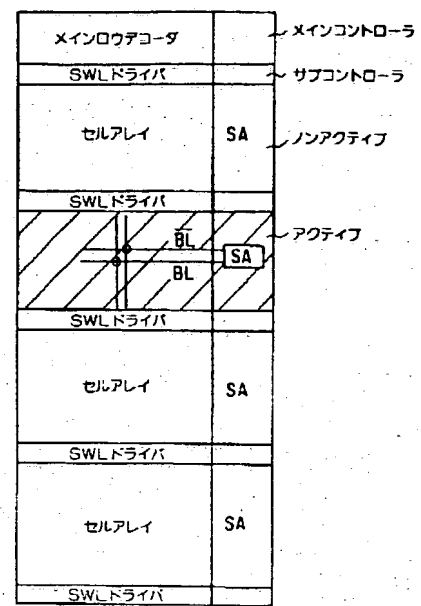 メインロウデコーダ
メインコントローラ
SWLドライバ
サブコントローラ
セルアレイ
SA
ノンアクティブ
SWLドライバ
アクティブ
BL
SA
BL
SWLドライバ
セルアレイ
SA
SWLドライバ
セルアレイ
SA
SWLドライバ